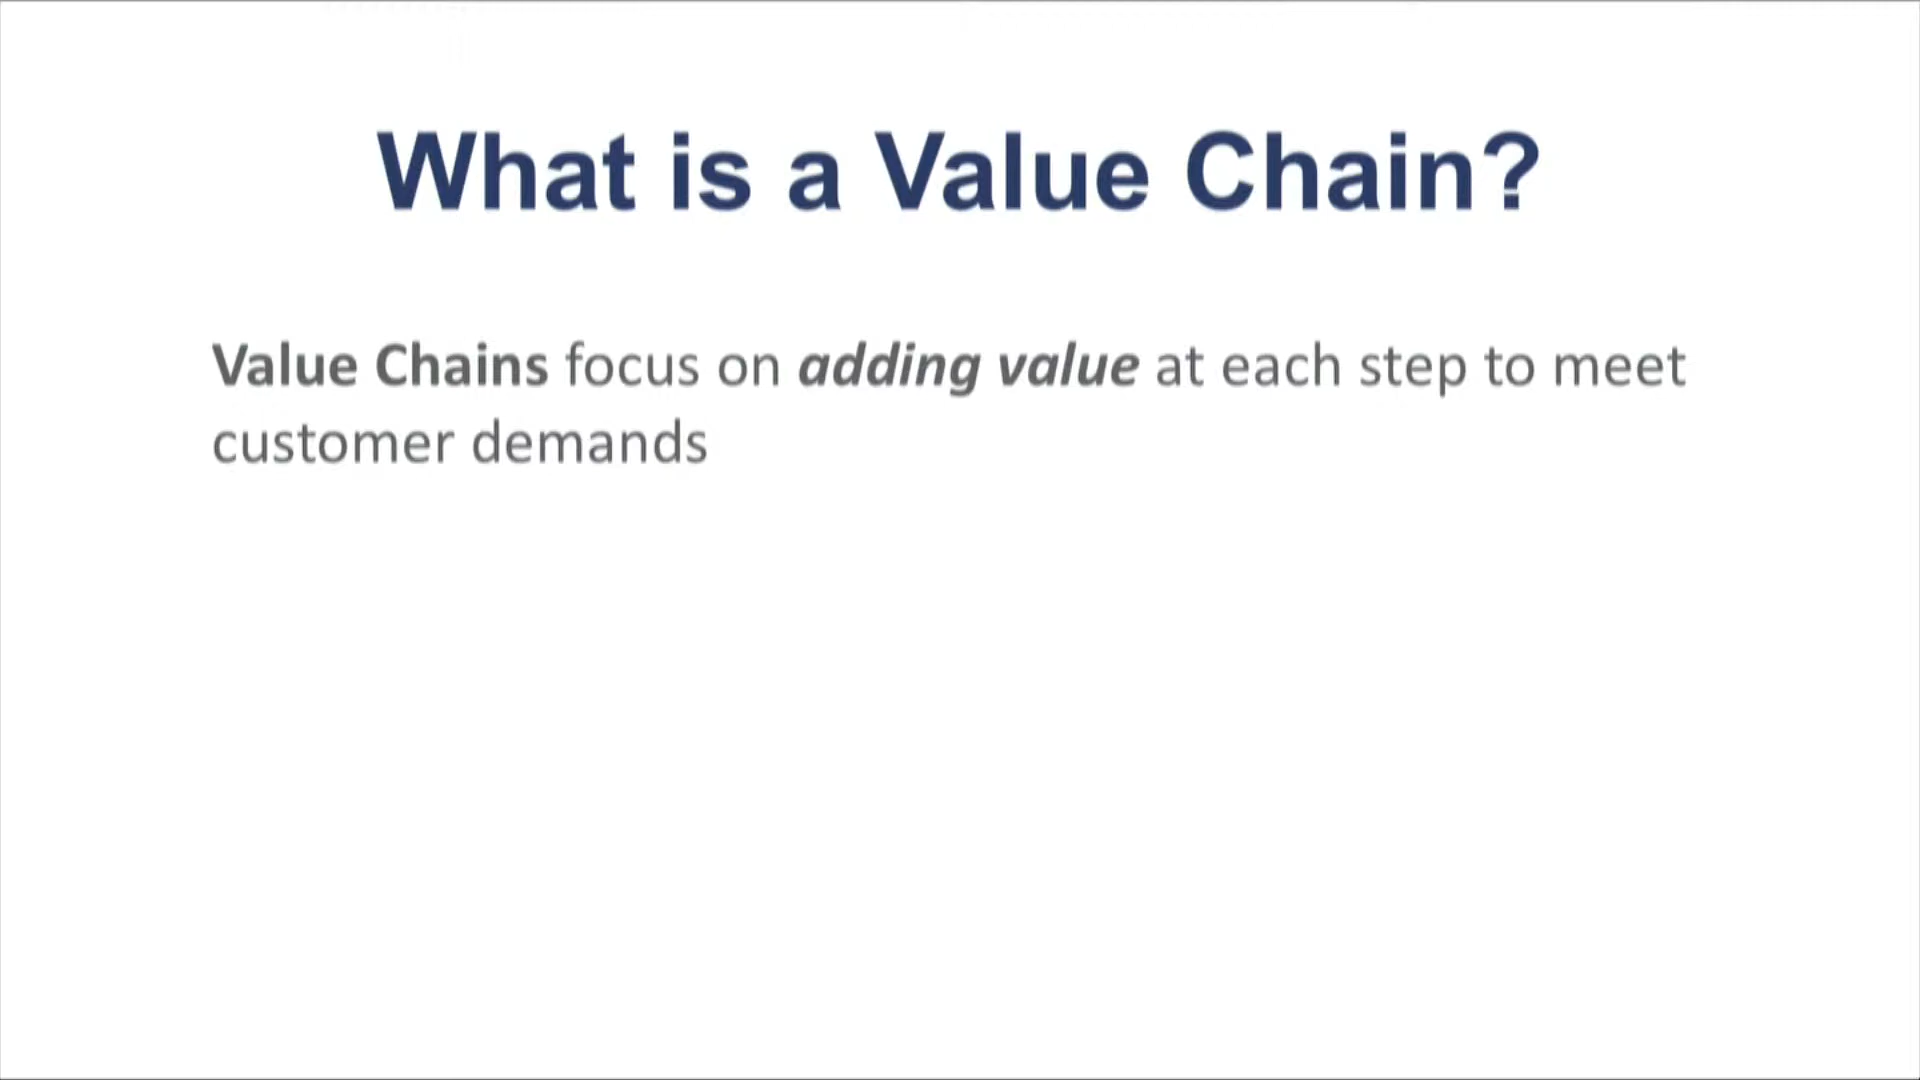 What is a Value Chain?
Value Chains focus on adding value at each step to meet
customer demands